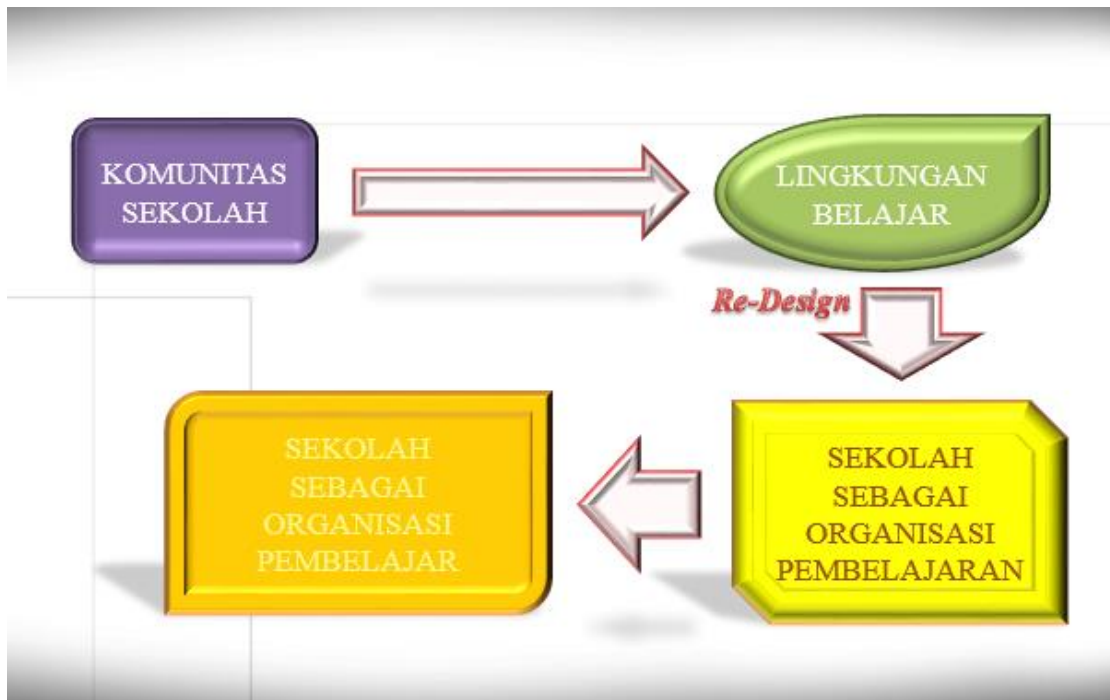 KOMUNITAS
SEKOLAH
LINGKUNGAN
BELAJAR
Re-Design
SEKOLAH
SEBAGAI
ORGANISASI
PEMBELAJARAN
SEKOLAH
SEBAGAI
ORGANISASI
PEMBELAJAR